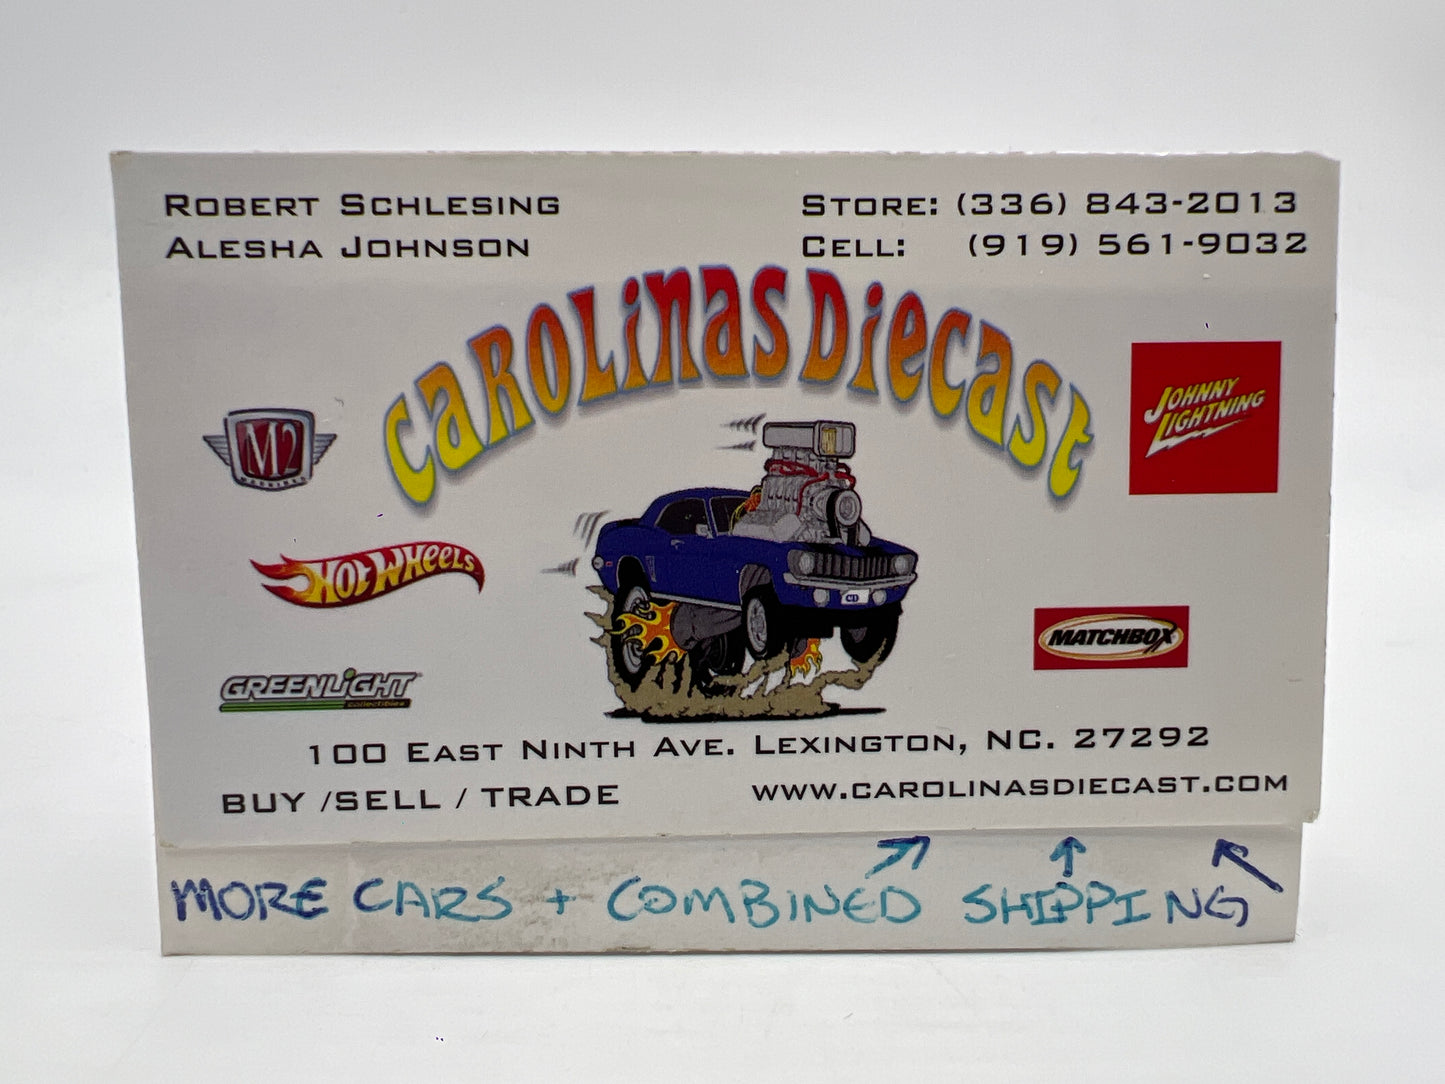 ROBERT SCHLESING
ALESHA JOHNSON
STORE: (336) 843-2013
CELL: (919) 561-9032
CAROLINAS DIECAST
M2
MACHINES
JOHNNY
LIGHTNING
HOT WHEELS
MATCHBOX
GREENLIGHT
collectibles
100 EAST NINTH AVE. LEXINGTON, NC. 27292
BUY /SELL / TRADE
WWW.CAROLINASDIECAST.COM
MORE CARS + COMBINED SHIPPING